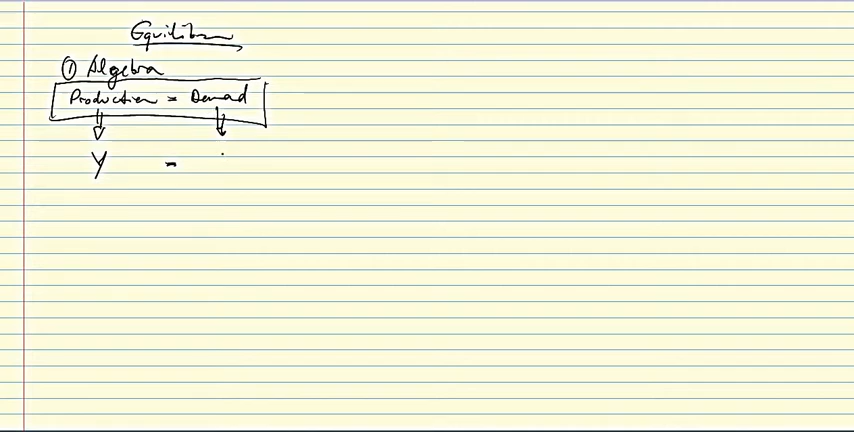 Equilibrium
① Algebra
Production = Demand
Y =